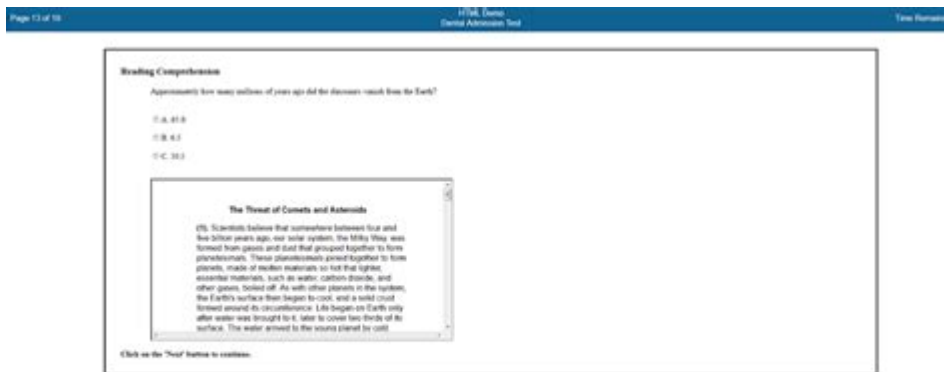 Page 13 of 19
HTML Demo
Dental Admission Test
Time Remain
Reading Comprehension
Approximately how many millions of years ago did the dinosaurs vanish from the Earth?
A.
B.
C.
The Threat of Comets and Asteroids
(1). Scientists believe that somewhere between four and
five billion years ago, our solar system, the Milky Way, was
formed from gases and dust that grouped together to form
planetesimals. These planetesimals joined together to form
planets, made of molten materials so hot that lighter,
essential materials, such as water, carbon dioxide, and
other gases, boiled off. As with other planets in the system,
the Earth's surface then began to cool, and a solid crust
formed around its circumference. Life began on Earth only
after water was brought to it, later to cover two thirds of its
surface. The water arrived to the young planet by cold
Click on the 'Next' button to continue.